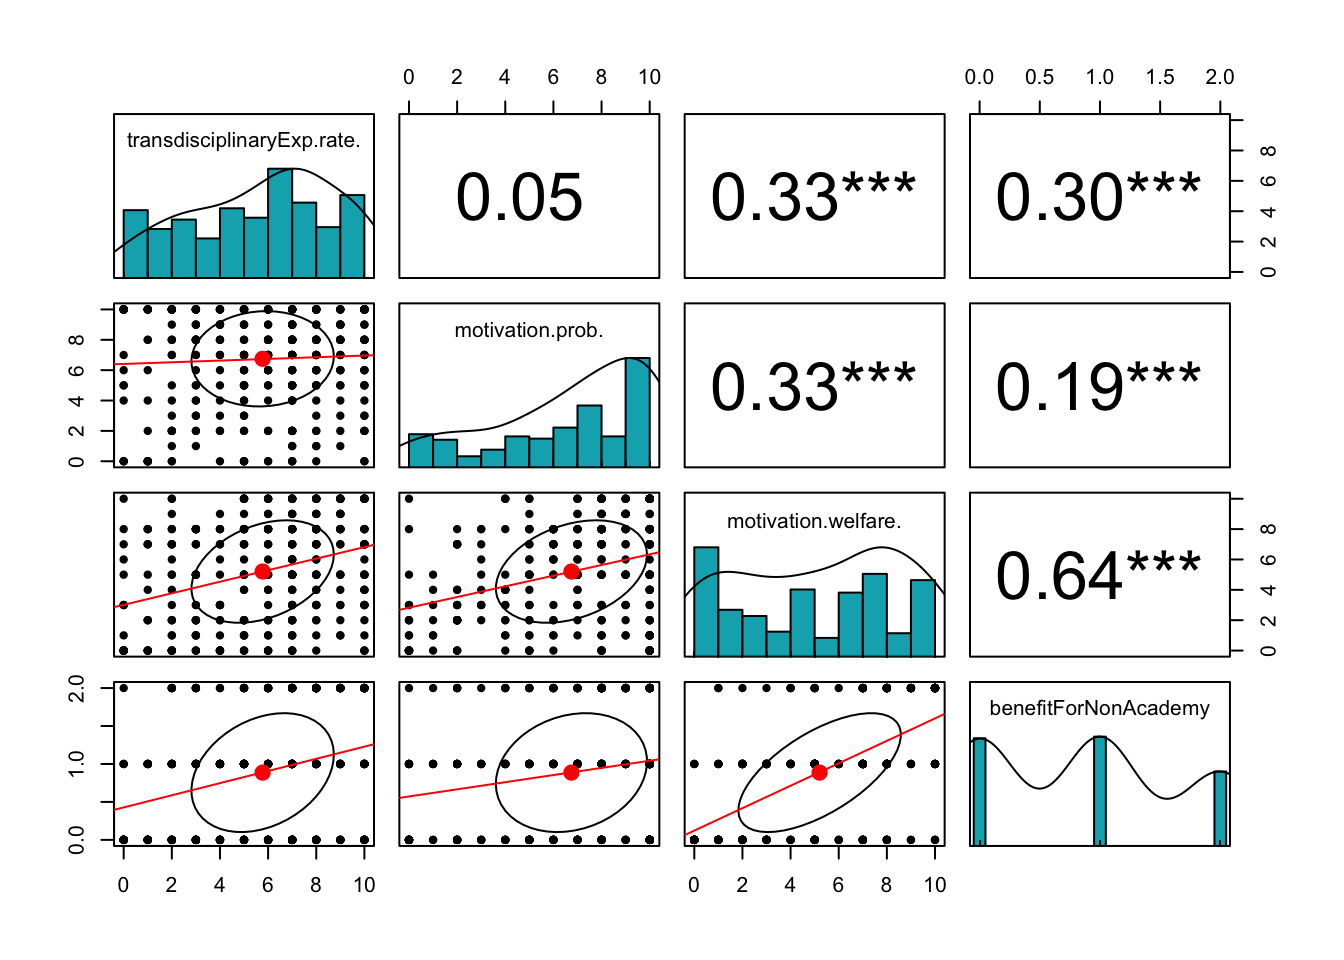 0 2 4 6 8 10
0.0 0.5 1.0 1.5 2.0
transdisciplinaryExp.rate.
0.05
0.33***
0.30***
0 2 4 6 8
0 2 4 6 8
motivation.prob.
0.33***
0.19***
motivation.welfare.
0.64***
0 2 4 6 8
0.0 1.0 2.0
benefitForNonAcademy
0 2 4 6 8 10
0 2 4 6 8 10